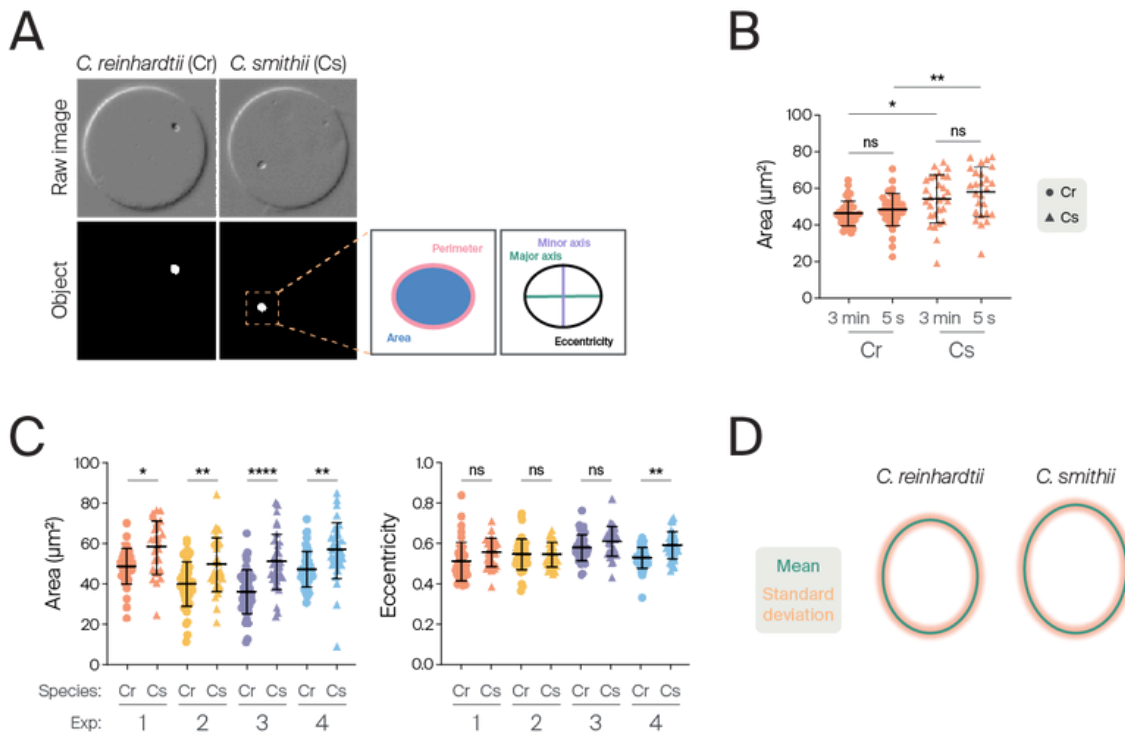 A
C. reinhardtii (Cr) C. smithii (Cs)
Raw image
Object
Perimeter
Area
Minor axis
Major axis
Eccentricity
B
**
*
ns ns
100
80
60
40
20
0
Area (µm²)
3 min 5 s 3 min 5 s
Cr Cs
Cr
Cs
C
* ** **** **
100
80
60
40
20
0
Area (µm²)
Species: Cr Cs Cr Cs Cr Cs Cr Cs
Exp: 1 2 3 4
ns ns ns **
1.0
0.8
0.6
0.4
0.2
0.0
Eccentricity
Cr Cs Cr Cs Cr Cs Cr Cs
1 2 3 4
D
C. reinhardtii C. smithii
Mean
Standard
deviation